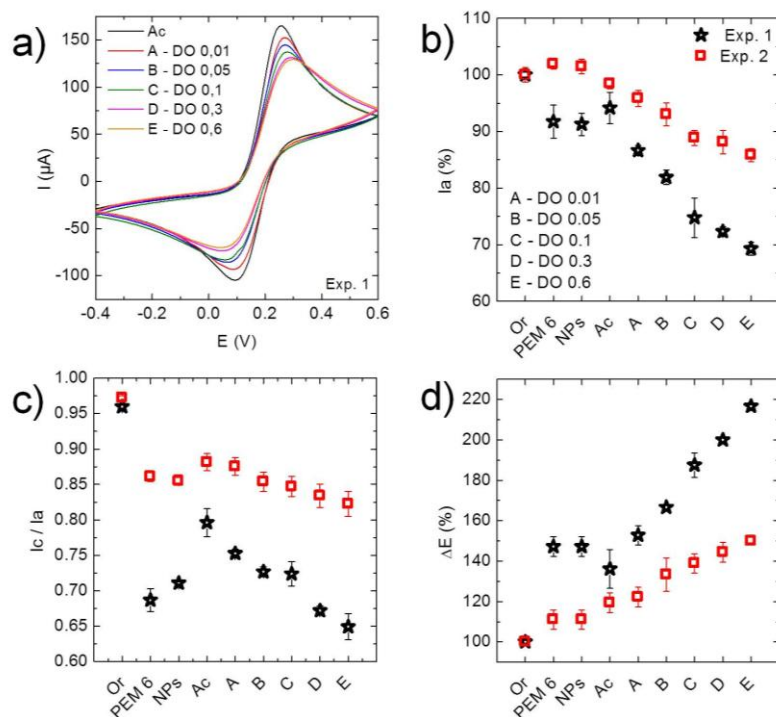 a)
Ac
A - DO 0,01
B - DO 0,05
C - DO 0,1
D - DO 0,3
E - DO 0,6
150
100
50
0
-50
-100
I (µA)
Exp. 1
-0.4 -0.2 0.0 0.2 0.4 0.6
E (V)
b)
Exp. 1
Exp. 2
110
100
90
80
70
60
Ia (%)
A - DO 0.01
B - DO 0.05
C - DO 0.1
D - DO 0.3
E - DO 0.6
Or PEM 6 NPs Ac A B C D E
c)
1.00
0.95
0.90
0.85
0.80
0.75
0.70
0.65
0.60
Ic / Ia
Or PEM 6 NPs Ac A B C D E
d)
220
200
180
160
140
120
100
ΔE (%)
Exp. 1
Exp. 2
Or PEM 6 NPs Ac A B C D E